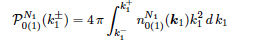 $\mathcal{P}_{0(1)}^{N_1}(k_1^{\pm}) = 4\pi \int_{k_1^-}^{k_1^+} n_{0(1)}^{N_1}(\boldsymbol{k}_1) k_1^2 \, d\,k_1$